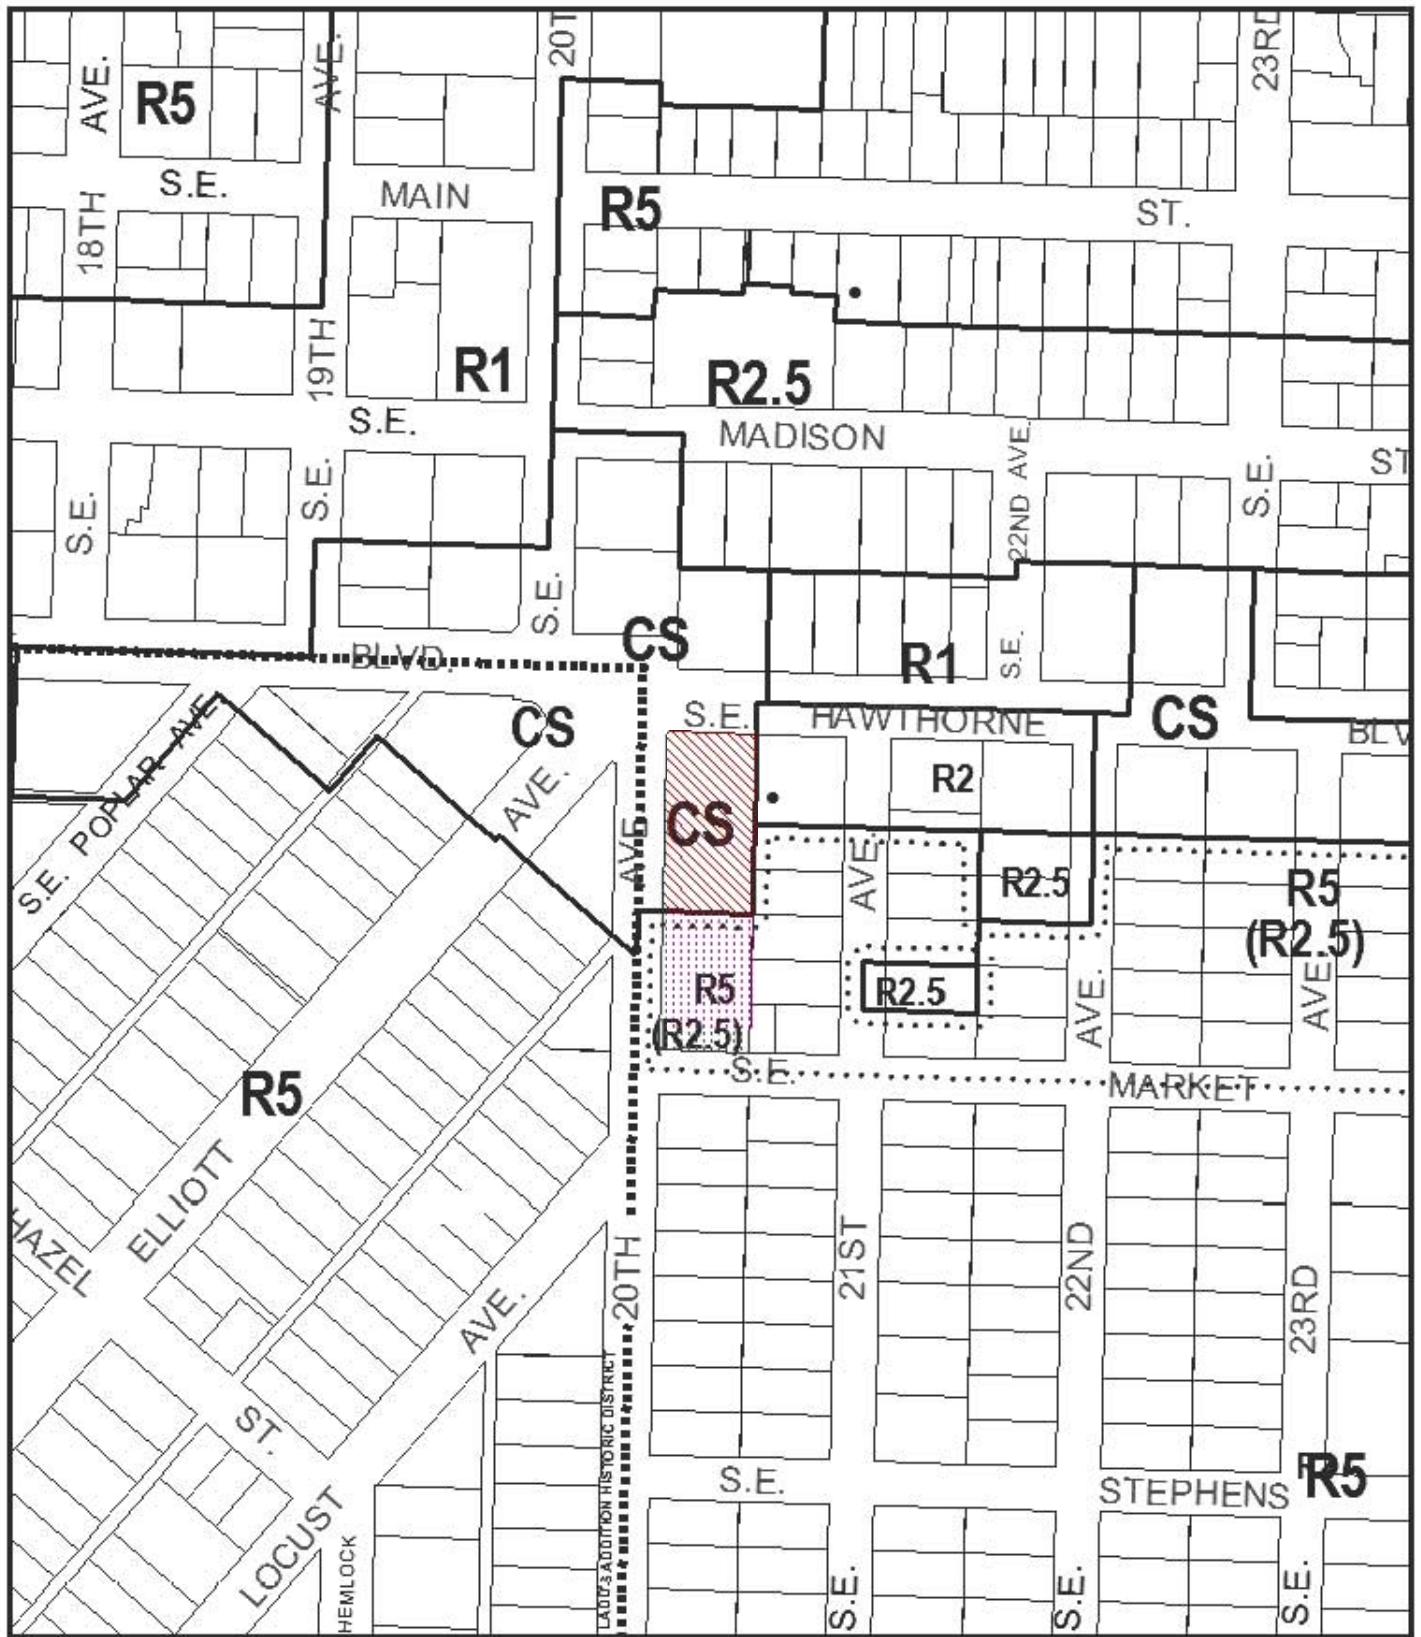 20T
23RD
AVE.
R5
AVE.
S.E.
MAIN
R5
ST.
18TH
19TH
R1
R2.5
S.E.
MADISON
22ND AVE.
ST
S.E.
S.E.
S.E.
S.E.
CS
BLVD.
R1
S.E.
CS
S.E.
HAWTHORNE
CS
BLV
S.E. POPLAR AVE
AVE.
R2
CS
AVE.
AVE.
R2.5
R5
(R2.5)
R5
(R2.5)
R2.5
AVE.
AVE
S.E.
MARKET
R5
ELLIOTT
HAZEL
ST.
AVE.
20TH
21ST
22ND
23RD
LADD'S ADDITION HISTORIC DISTRICT
S.E.
STEPHENS
R5
LOCUST
HEMLOCK
S.E.
S.E.
S.E.